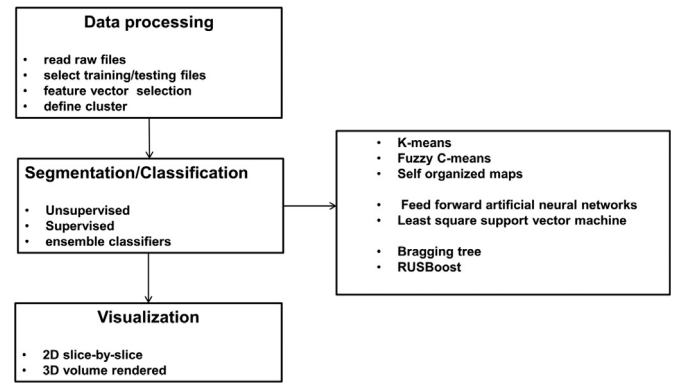 Data processing
• read raw files
• select training/testing files
• feature vector selection
• define cluster
Segmentation/Classification
• Unsupervised
• Supervised
• ensemble classifiers
• K-means
• Fuzzy C-means
• Self organized maps
• Feed forward artificial neural networks
• Least square support vector machine
• Bragging tree
• RUSBoost
Visualization
• 2D slice-by-slice
• 3D volume rendered